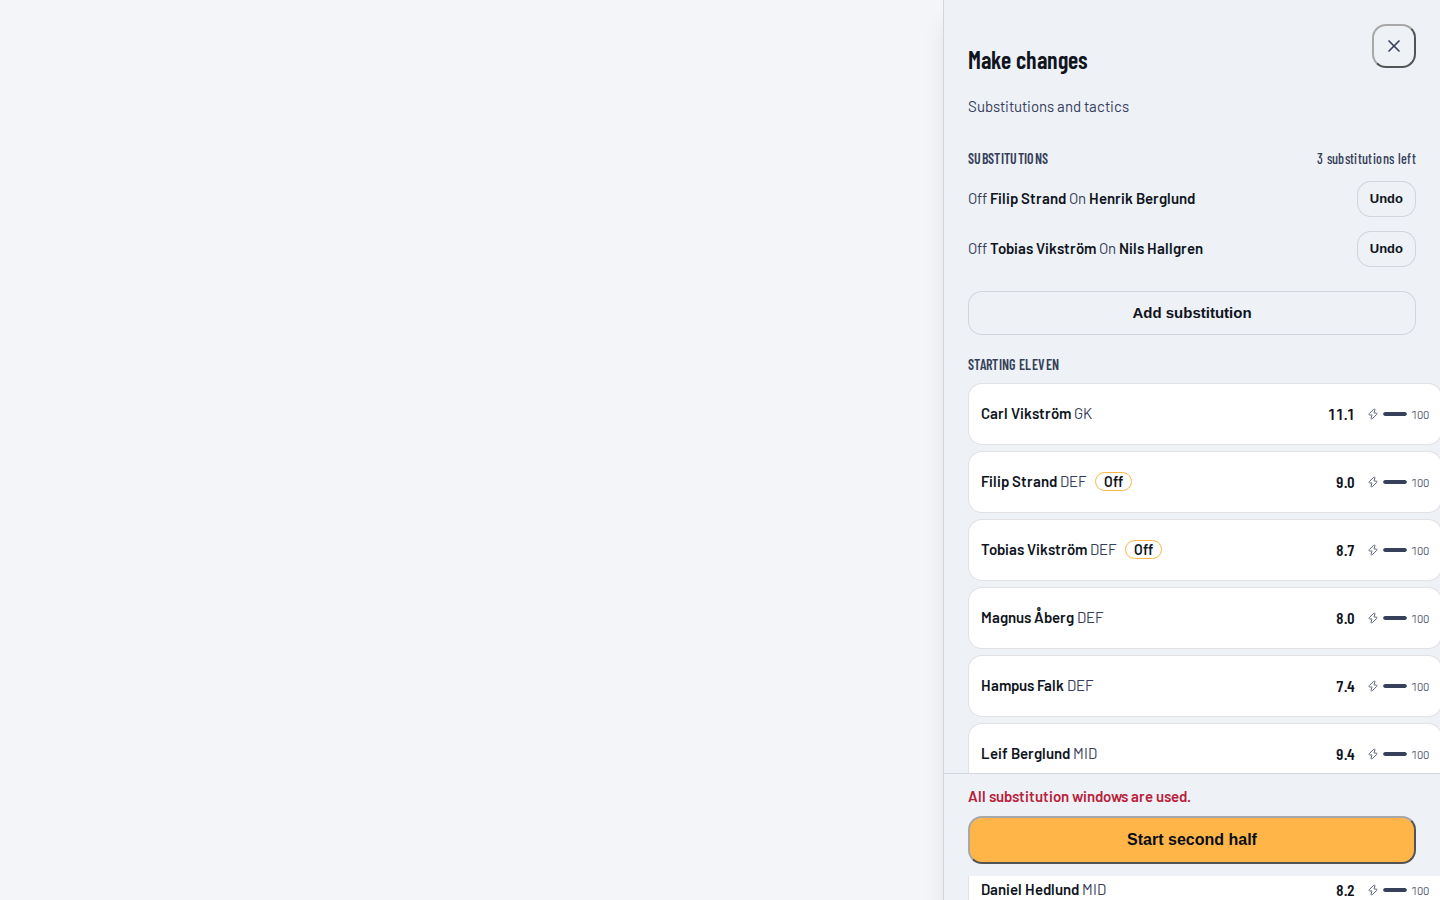 Make changes
Substitutions and tactics
SUBSTITUTIONS 3 substitutions left
Off Filip Strand On Henrik Berglund Undo
Off Tobias Vikström On Nils Hallgren Undo
Add substitution
STARTING ELEVEN
Carl Vikström GK 11.1 100
Filip Strand DEF Off 9.0 100
Tobias Vikström DEF Off 8.7 100
Magnus Åberg DEF 8.0 100
Hampus Falk DEF 7.4 100
Leif Berglund MID 9.4 100
All substitution windows are used.
Start second half
Daniel Hedlund MID 8.2 100